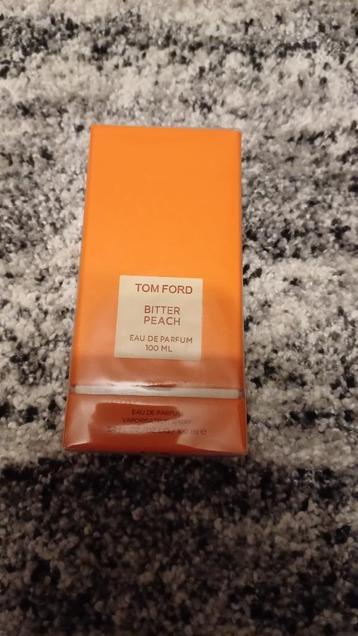 TOM FORD
BITTER
PEACH
EAU DE PARFUM
100 ML
EAU DE PARFUM